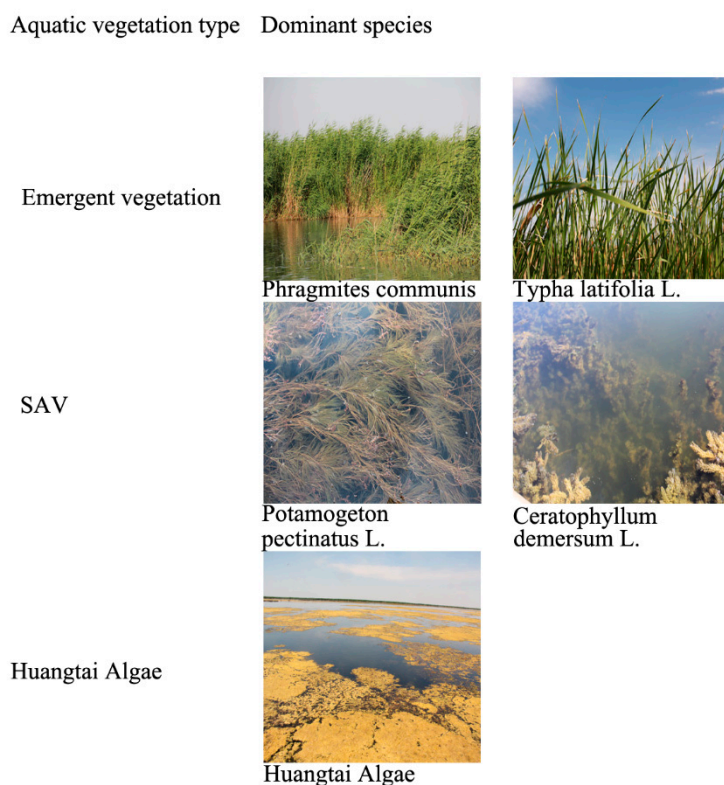 Aquatic vegetation type Dominant species
Emergent vegetation
Phragmites communis Typha latifolia L.
SAV
Potamogeton pectinatus L.
Ceratophyllum demersum L.
Huangtai Algae
Huangtai Algae